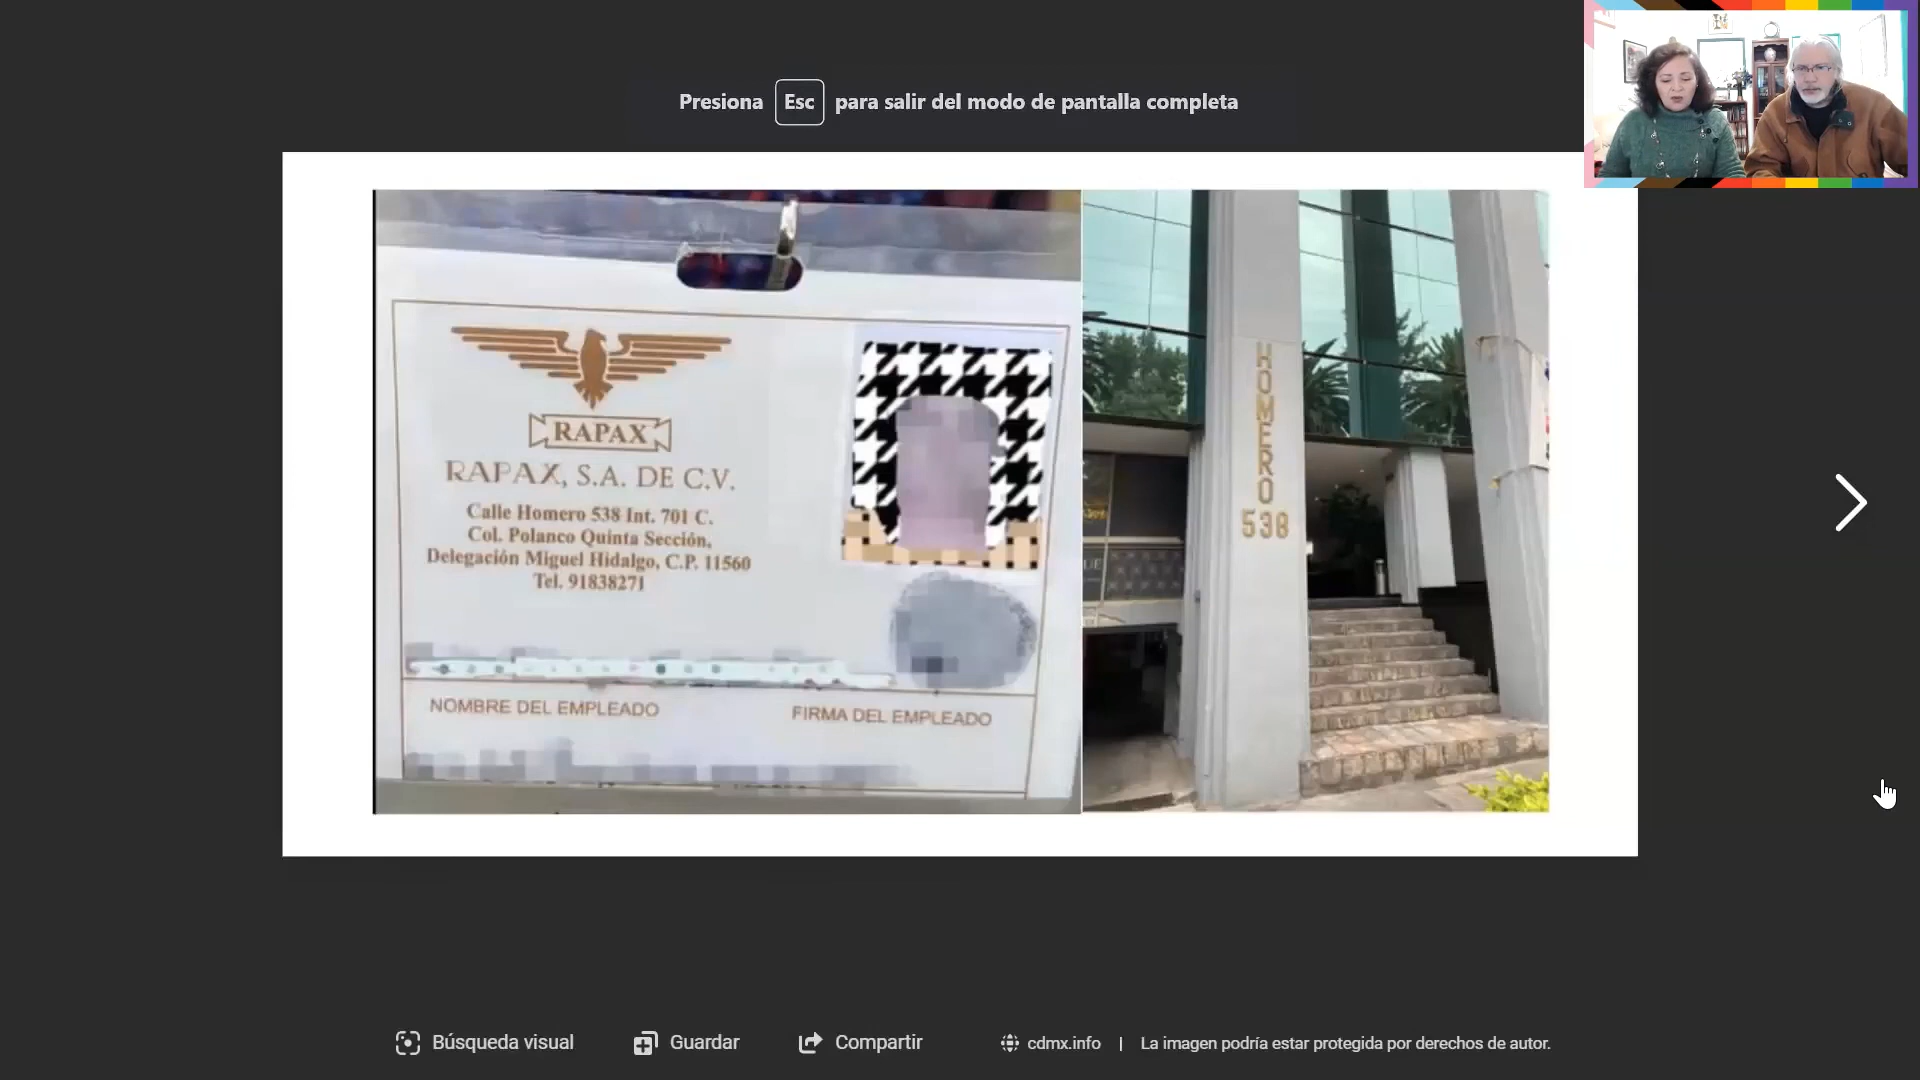 Presiona Esc para salir del modo de pantalla completa
RAPAX
RAPAX, S.A. DE C.V.
Calle Homero 538 Int. 701 C.
Col. Polanco Quinta Sección,
Delegación Miguel Hidalgo, C.P. 11560
Tel. 91838271
NOMBRE DEL EMPLEADO
FIRMA DEL EMPLEADO
HOMERO
538
Búsqueda visual
Guardar
Compartir
cdmx.info | La imagen podría estar protegida por derechos de autor.